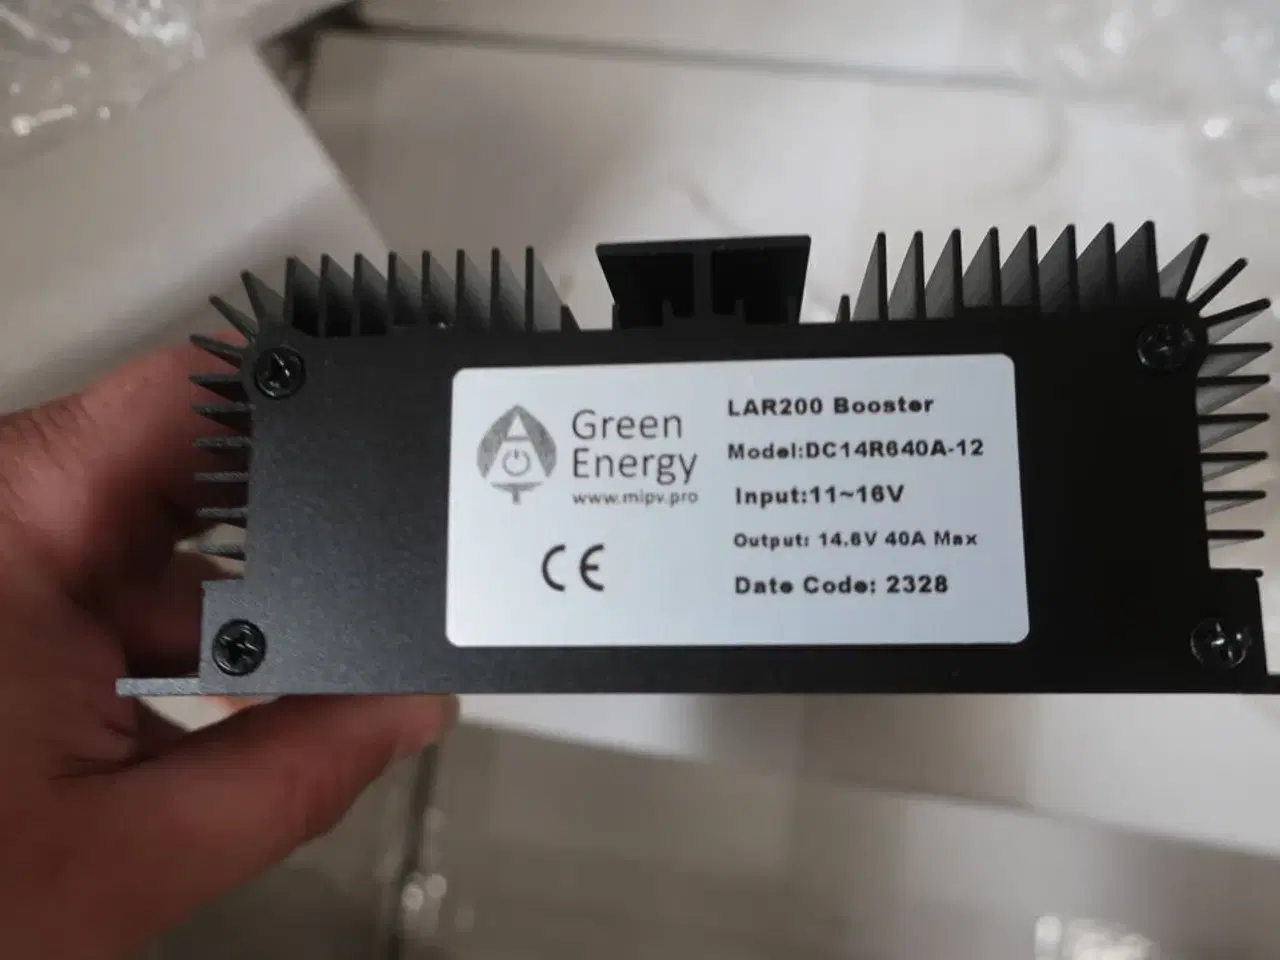 Green
Energy
www.mipv.pro
CE
LAR200 Booster
Model:DC14R640A-12
Input:11~16V
Output: 14.6V 40A Max
Date Code: 2328